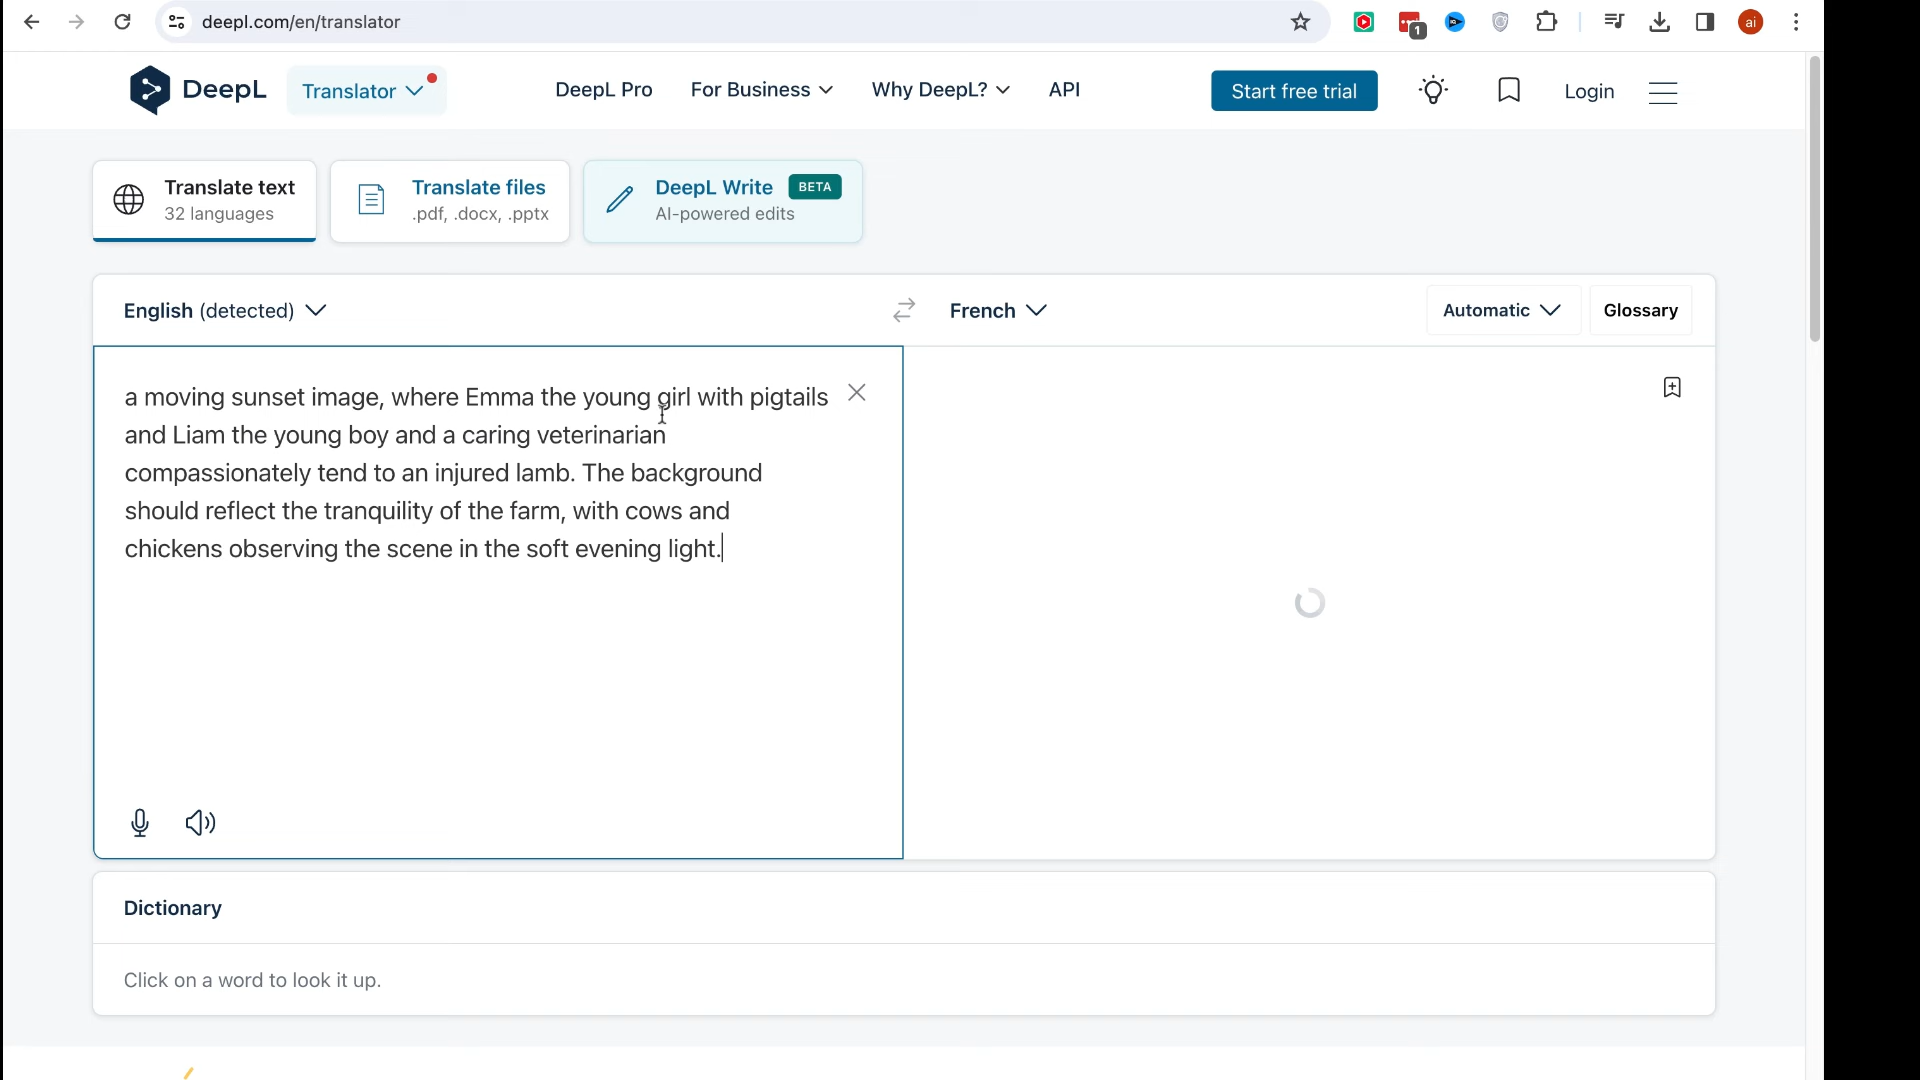 deepl.com/en/translator
1
ai
DeepL
Translator
DeepL Pro
For Business
Why DeepL?
API
Start free trial
Login
Translate text
32 languages
Translate files
.pdf, .docx, .pptx
DeepL Write BETA
AI-powered edits
English (detected)
French
Automatic
Glossary
a moving sunset image, where Emma the young girl with pigtails
and Liam the young boy and a caring veterinarian
compassionately tend to an injured lamb. The background
should reflect the tranquility of the farm, with cows and
chickens observing the scene in the soft evening light.
Dictionary
Click on a word to look it up.